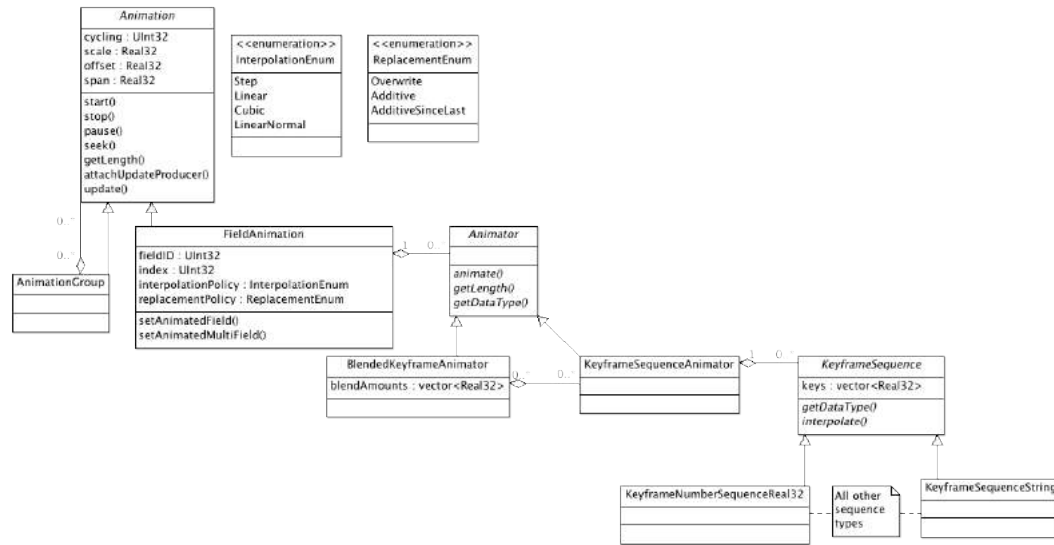 Animation
cycling : UInt32
scale : Real32
offset : Real32
span : Real32
start()
stop()
pause()
seek()
getLength()
attachUpdateProducer()
update()
<<enumeration>>
InterpolationEnum
Step
Linear
Cubic
LinearNormal
<<enumeration>>
ReplacementEnum
Overwrite
Additive
AdditiveSinceLast
0..*
0..*
AnimationGroup
FieldAnimation
fieldID : UInt32
index : UInt32
interpolationPolicy : InterpolationEnum
replacementPolicy : ReplacementEnum
setAnimatedField()
setAnimatedMultiField()
1
0..*
Animator
animate()
getLength()
getDataType()
BlendedKeyframeAnimator
blendAmounts : vector<Real32>
0..*
0..*
KeyframeSequenceAnimator
1
0..*
KeyframeSequence
keys : vector<Real32>
getDataType()
interpolate()
KeyframeNumberSequenceReal32
All other
sequence
types
KeyframeSequenceString